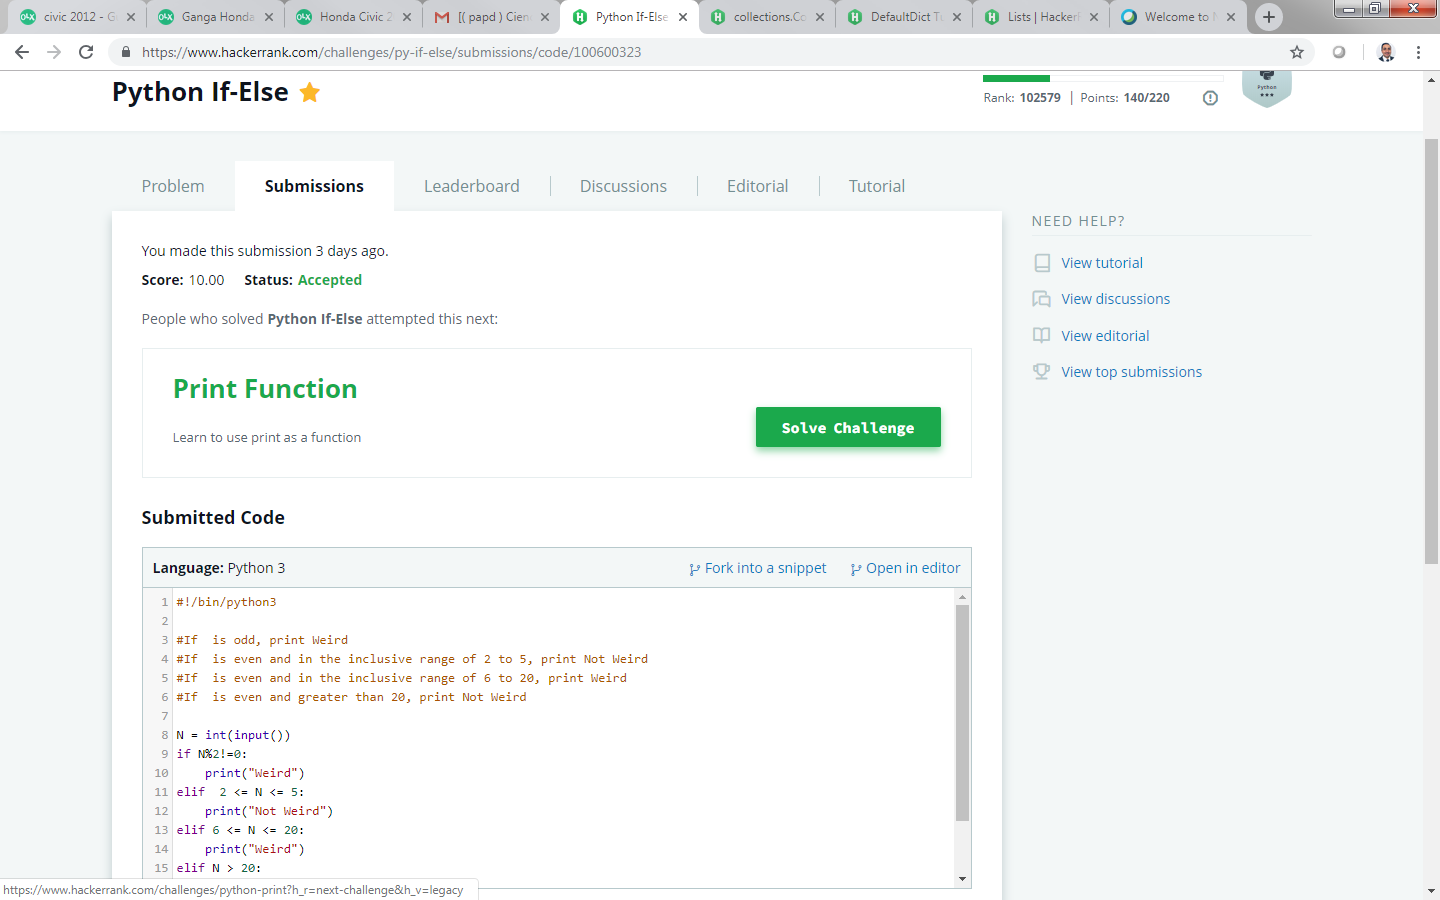 civic 2012 - G
Ganga Honda
Honda Civic 2
[( papd ) Cien
Python If-Else
collections.Co
DefaultDict Tu
Lists | Hacker
Welcome to
https://www.hackerrank.com/challenges/py-if-else/submissions/code/100600323
Python If-Else
Rank: 102579 | Points: 140/220
Python
Problem
Submissions
Leaderboard
Discussions
Editorial
Tutorial
You made this submission 3 days ago.
Score: 10.00 Status: Accepted
People who solved Python If-Else attempted this next:
Print Function
Learn to use print as a function
Solve Challenge
NEED HELP?
View tutorial
View discussions
View editorial
View top submissions
Submitted Code
Language: Python 3
Fork into a snippet
Open in editor
1 #!/bin/python3
2
3 #If  is odd, print Weird
4 #If  is even and in the inclusive range of 2 to 5, print Not Weird
5 #If  is even and in the inclusive range of 6 to 20, print Weird
6 #If  is even and greater than 20, print Not Weird
7
8 N = int(input())
9 if N%2!=0:
10     print("Weird")
11 elif  2 <= N <= 5:
12     print("Not Weird")
13 elif 6 <= N <= 20:
14     print("Weird")
15 elif N > 20:
https://www.hackerrank.com/challenges/python-print?h_r=next-challenge&h_v=legacy